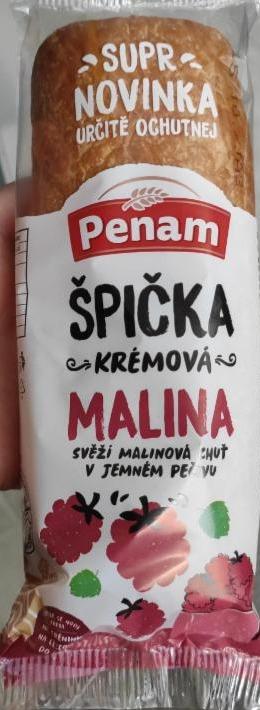 SUPR
NOVINKA
URČITĚ OCHUTNEJ
Penam
ŠPIČKA
KRÉMOVÁ
MALINA
SVĚŽÍ MALINOVÁ CHUŤ
V JEMNÉM PEČIVU